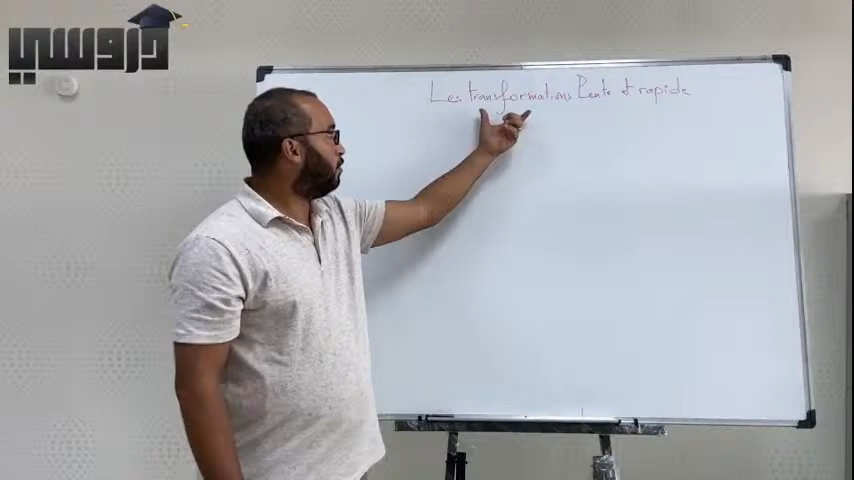 دروسي
Les transformations Lente et rapide